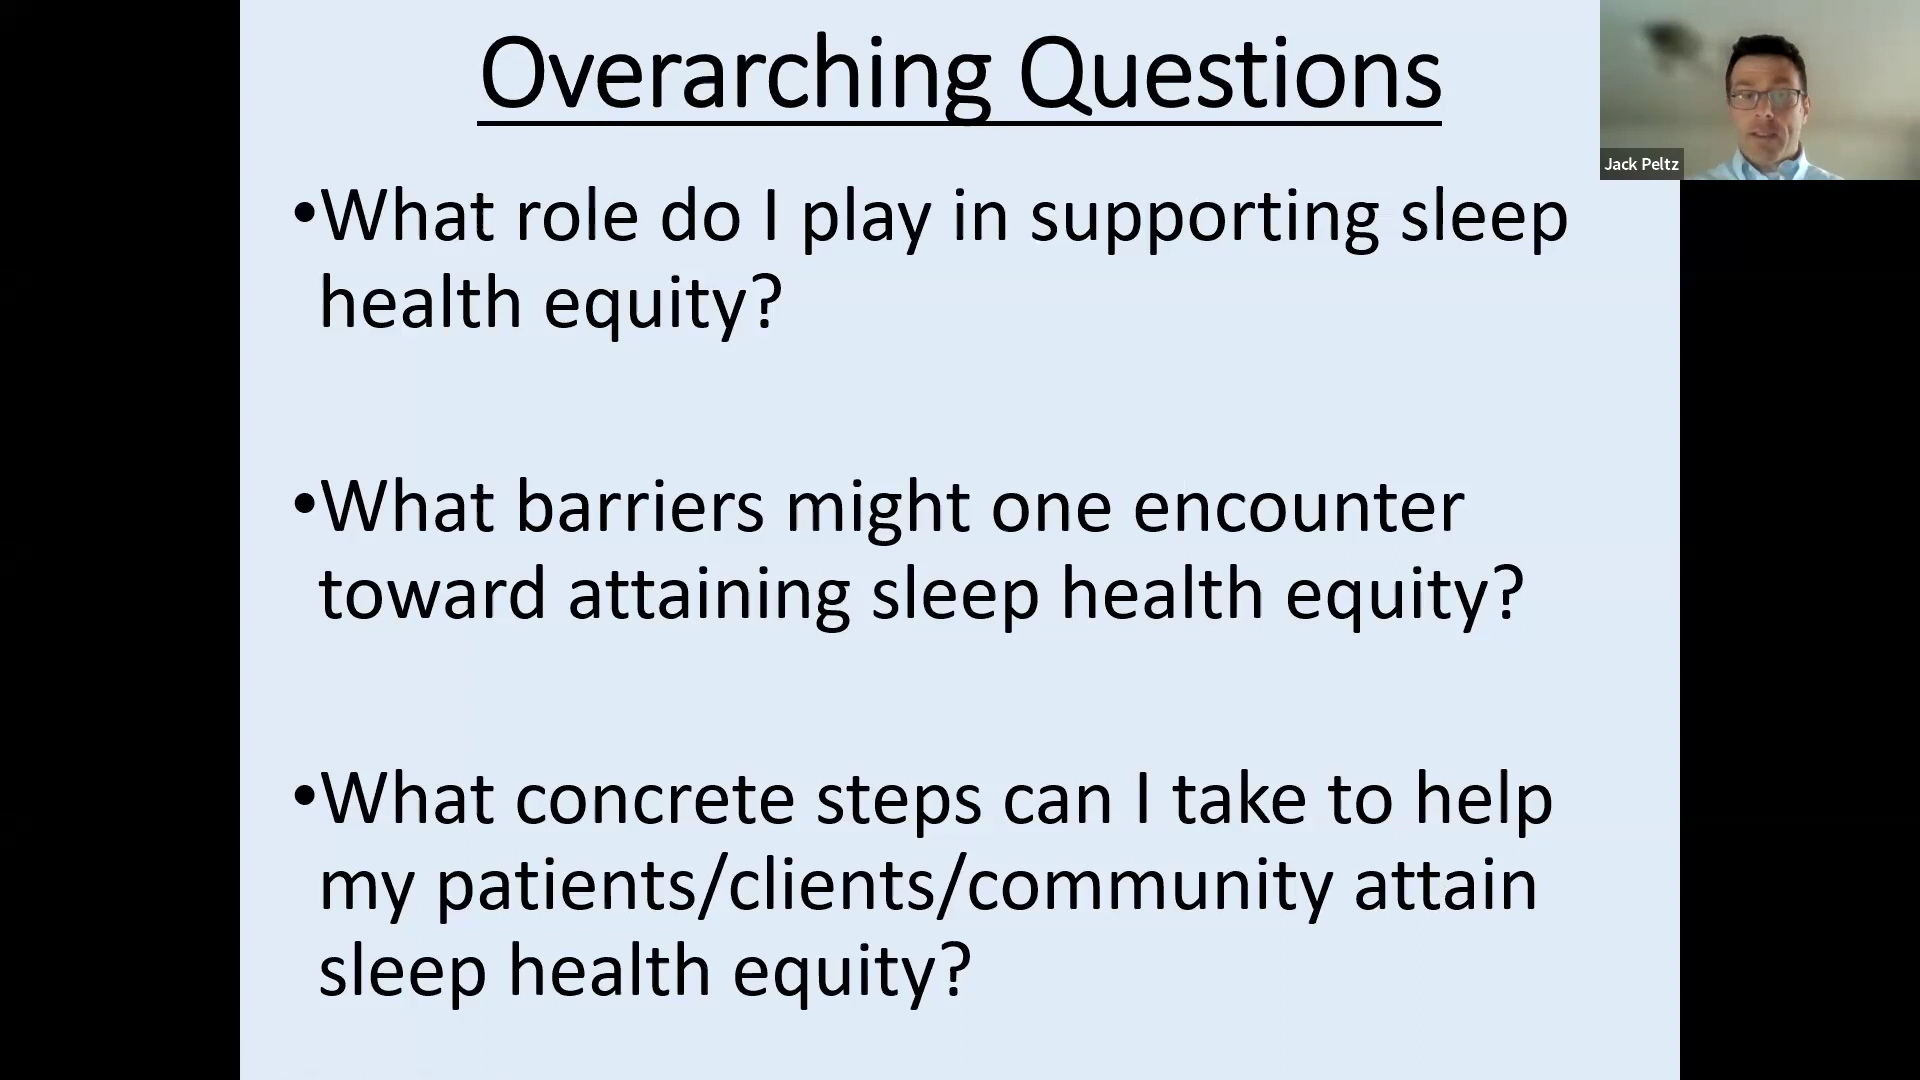 Overarching Questions
Jack Peltz
•What role do I play in supporting sleep
health equity?
•What barriers might one encounter
toward attaining sleep health equity?
•What concrete steps can I take to help
my patients/clients/community attain
sleep health equity?